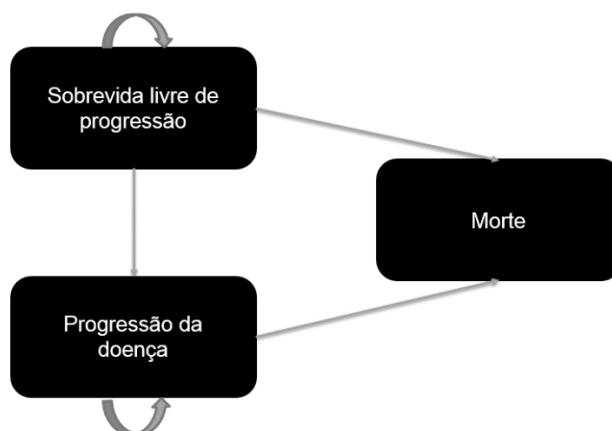 Sobrevida livre de
progressão
Morte
Progressão da
doença